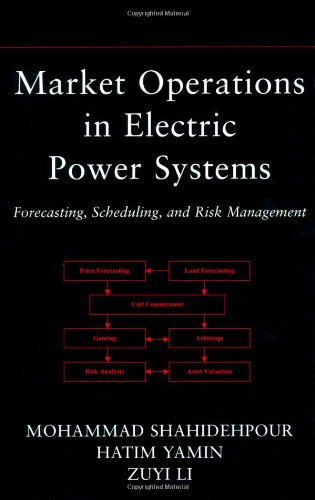 Market Operations
in Electric
Power Systems
Forecasting, Scheduling, and Risk Management
Price Forecasting
Load Forecasting
Unit Commitment
Gaming
Arbitrage
Risk Analysis
Asset Valuation
MOHAMMAD SHAHIDEHPOUR
HATIM YAMIN
ZUYI LI